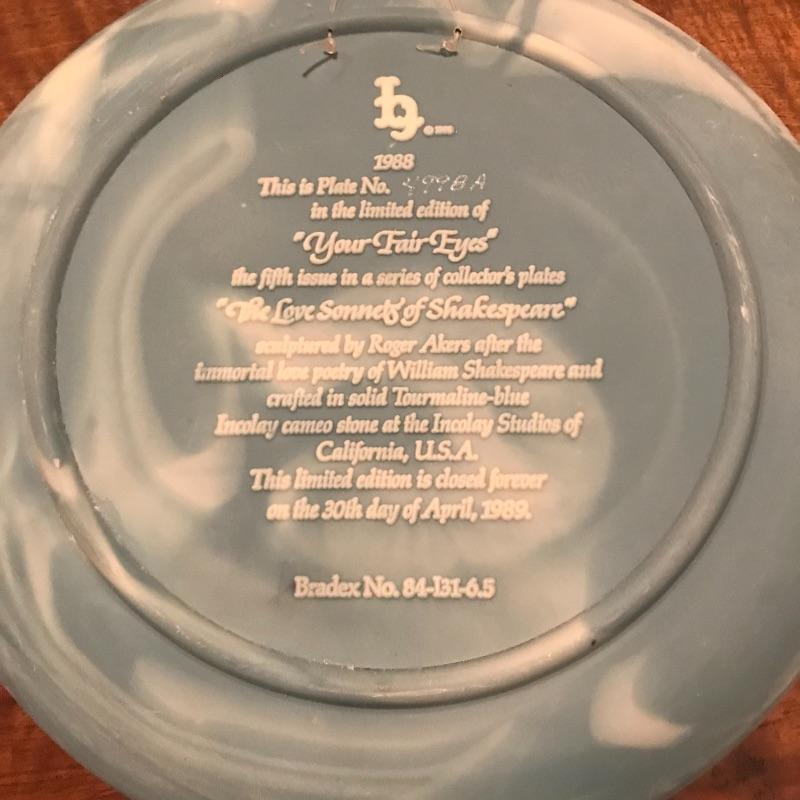 1988
This is Plate No.
in the limited edition of
"Your Fair Eyes"
the fifth issue in a series of collector's plates
"The Love Sonnets of Shakespeare"
sculptured by Roger Akers after the
immortal love poetry of William Shakespeare and
crafted in solid Tourmaline-blue
Incolay cameo stone at the Incolay Studios of
California, U.S.A.
This limited edition is closed forever
on the 30th day of April, 1989.
Bradex No. 84-I31-6.5